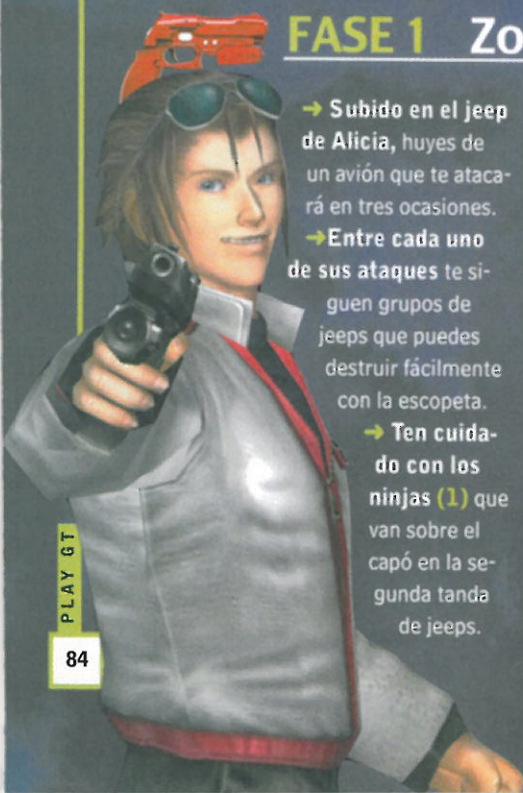 FASE 1 Zo
➔ Subido en el jeep
de Alicia, huyes de
un avión que te ataca-
rá en tres ocasiones.
➔Entre cada uno
de sus ataques te si-
guen grupos de
jeeps que puedes
destruir fácilmente
con la escopeta.
➔ Ten cuida-
do con los
ninjas (1) que
van sobre el
capó en la se-
gunda tanda
de jeeps.
PLAY GT
84